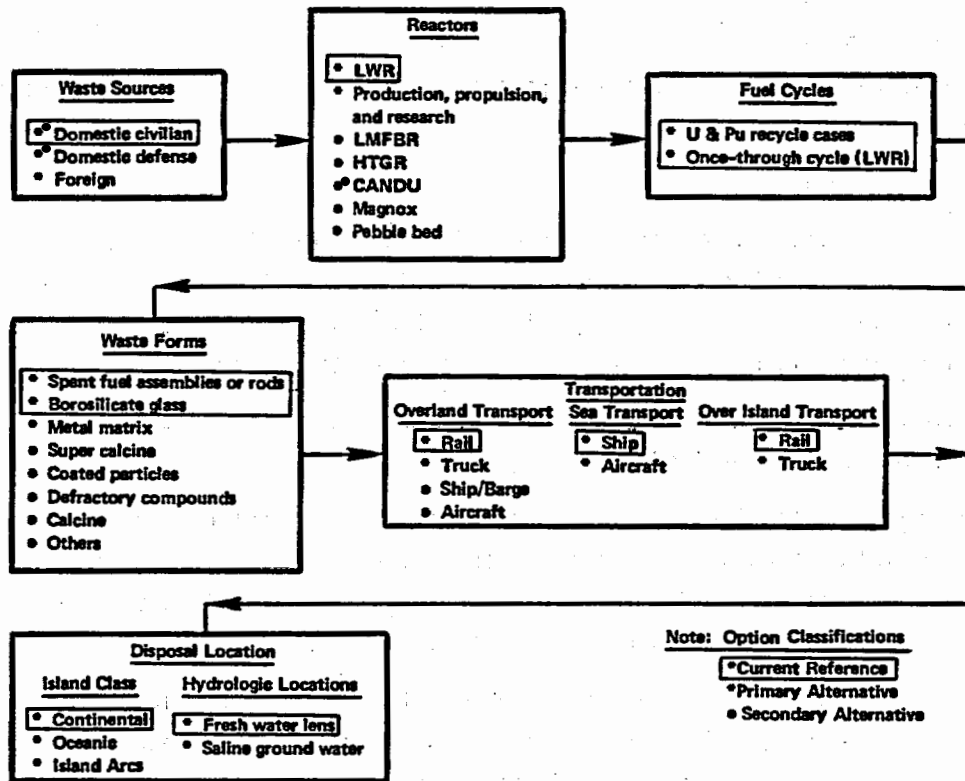 Waste Sources
• Domestic civilian
• Domestic defense
• Foreign
Reactors
• LWR
• Production, propulsion,
and research
• LMFBR
• HTGR
• CANDU
• Magnox
• Pebble bed
Fuel Cycles
• U & Pu recycle cases
• Once-through cycle (LWR)
Waste Forms
• Spent fuel assemblies or rods
• Borosilicate glass
• Metal matrix
• Super calcine
• Coated particles
• Defractory compounds
• Calcine
• Others
Transportation
Overland Transport
• Rail
• Truck
• Ship/Barge
• Aircraft
Sea Transport
• Ship
• Aircraft
Over Island Transport
• Rail
• Truck
Disposal Location
Island Class
• Continental
• Oceanic
• Island Arcs
Hydrologic Locations
• Fresh water lens
• Saline ground water
Note: Option Classifications
*Current Reference
*Primary Alternative
• Secondary Alternative